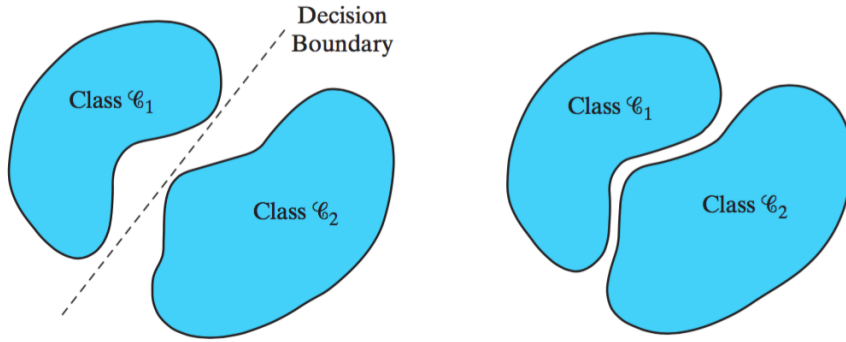 Decision
Boundary
Class 𝒞₁
Class 𝒞₂
Class 𝒞₁
Class 𝒞₂